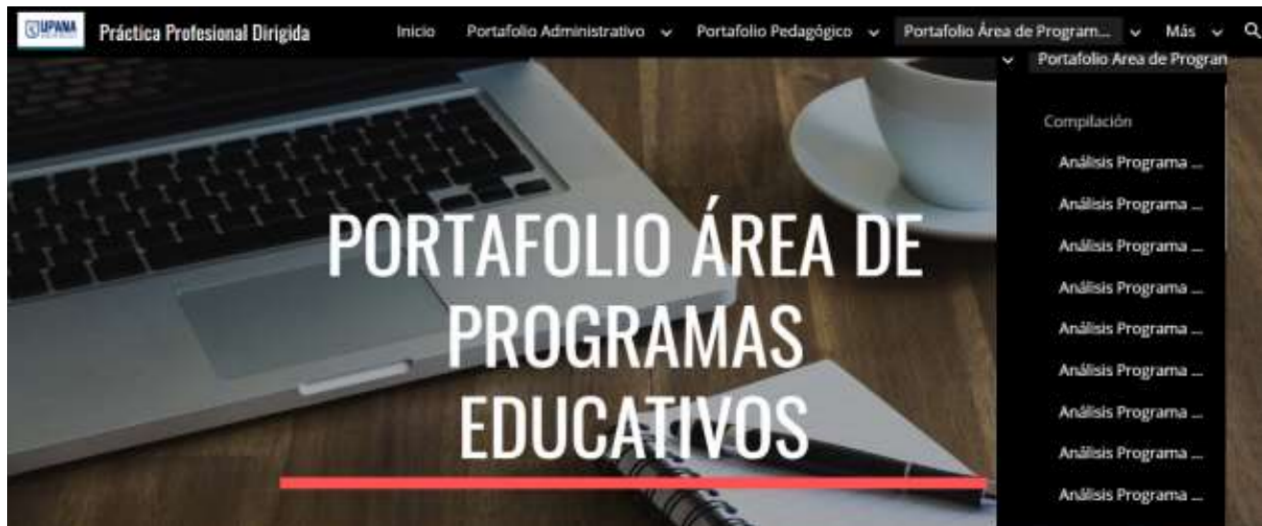 UPANA
Práctica Profesional Dirigida
Inicio
Portafolio Administrativo
Portafolio Pedagógico
Portafolio Área de Program...
Más
Portafolio Área de Program
Compilación
Análisis Programa ...
Análisis Programa ...
Análisis Programa ...
Análisis Programa ...
Análisis Programa ...
Análisis Programa ...
Análisis Programa ...
Análisis Programa ...
Análisis Programa ...
PORTAFOLIO ÁREA DE
PROGRAMAS
EDUCATIVOS